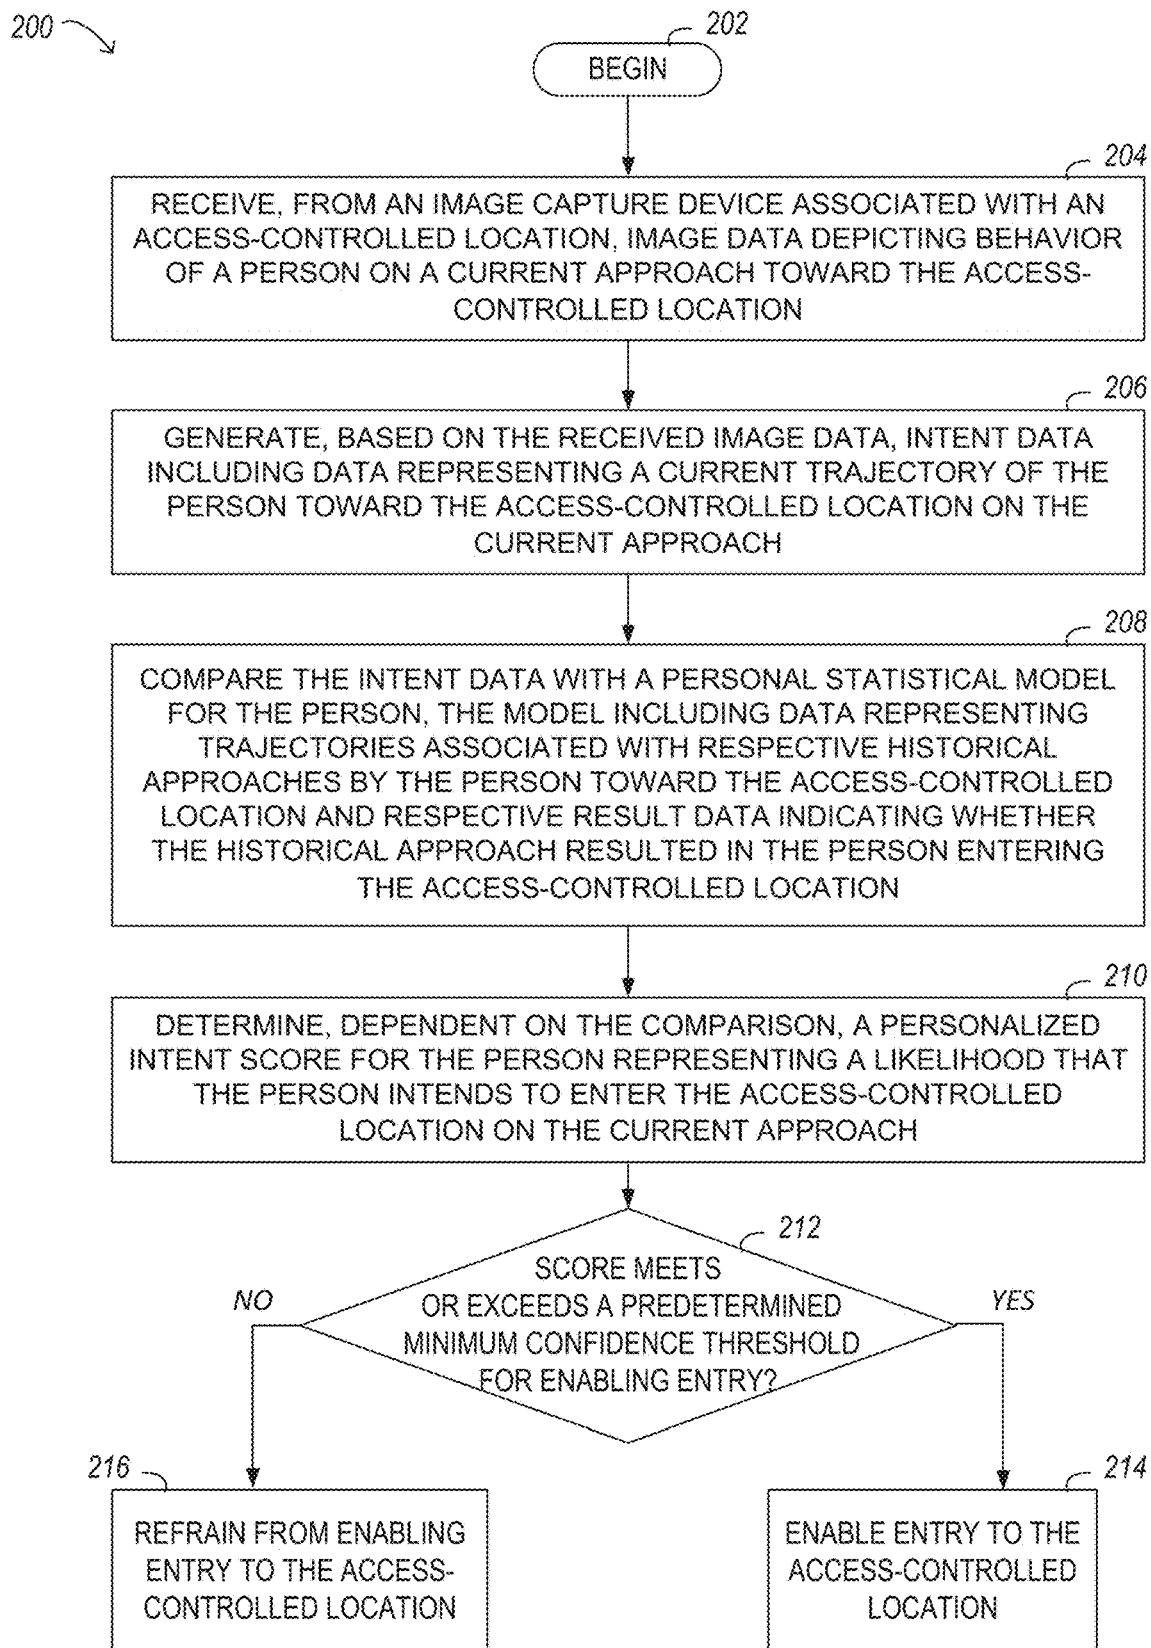 200
202
BEGIN
204
RECEIVE, FROM AN IMAGE CAPTURE DEVICE ASSOCIATED WITH AN
ACCESS-CONTROLLED LOCATION, IMAGE DATA DEPICTING BEHAVIOR
OF A PERSON ON A CURRENT APPROACH TOWARD THE ACCESS-
CONTROLLED LOCATION
206
GENERATE, BASED ON THE RECEIVED IMAGE DATA, INTENT DATA
INCLUDING DATA REPRESENTING A CURRENT TRAJECTORY OF THE
PERSON TOWARD THE ACCESS-CONTROLLED LOCATION ON THE
CURRENT APPROACH
208
COMPARE THE INTENT DATA WITH A PERSONAL STATISTICAL MODEL
FOR THE PERSON, THE MODEL INCLUDING DATA REPRESENTING
TRAJECTORIES ASSOCIATED WITH RESPECTIVE HISTORICAL
APPROACHES BY THE PERSON TOWARD THE ACCESS-CONTROLLED
LOCATION AND RESPECTIVE RESULT DATA INDICATING WHETHER
THE HISTORICAL APPROACH RESULTED IN THE PERSON ENTERING
THE ACCESS-CONTROLLED LOCATION
210
DETERMINE, DEPENDENT ON THE COMPARISON, A PERSONALIZED
INTENT SCORE FOR THE PERSON REPRESENTING A LIKELIHOOD THAT
THE PERSON INTENDS TO ENTER THE ACCESS-CONTROLLED
LOCATION ON THE CURRENT APPROACH
212
SCORE MEETS
OR EXCEEDS A PREDETERMINED
MINIMUM CONFIDENCE THRESHOLD
FOR ENABLING ENTRY?
NO
YES
216
REFRAIN FROM ENABLING
ENTRY TO THE ACCESS-
CONTROLLED LOCATION
214
ENABLE ENTRY TO THE
ACCESS-CONTROLLED
LOCATION